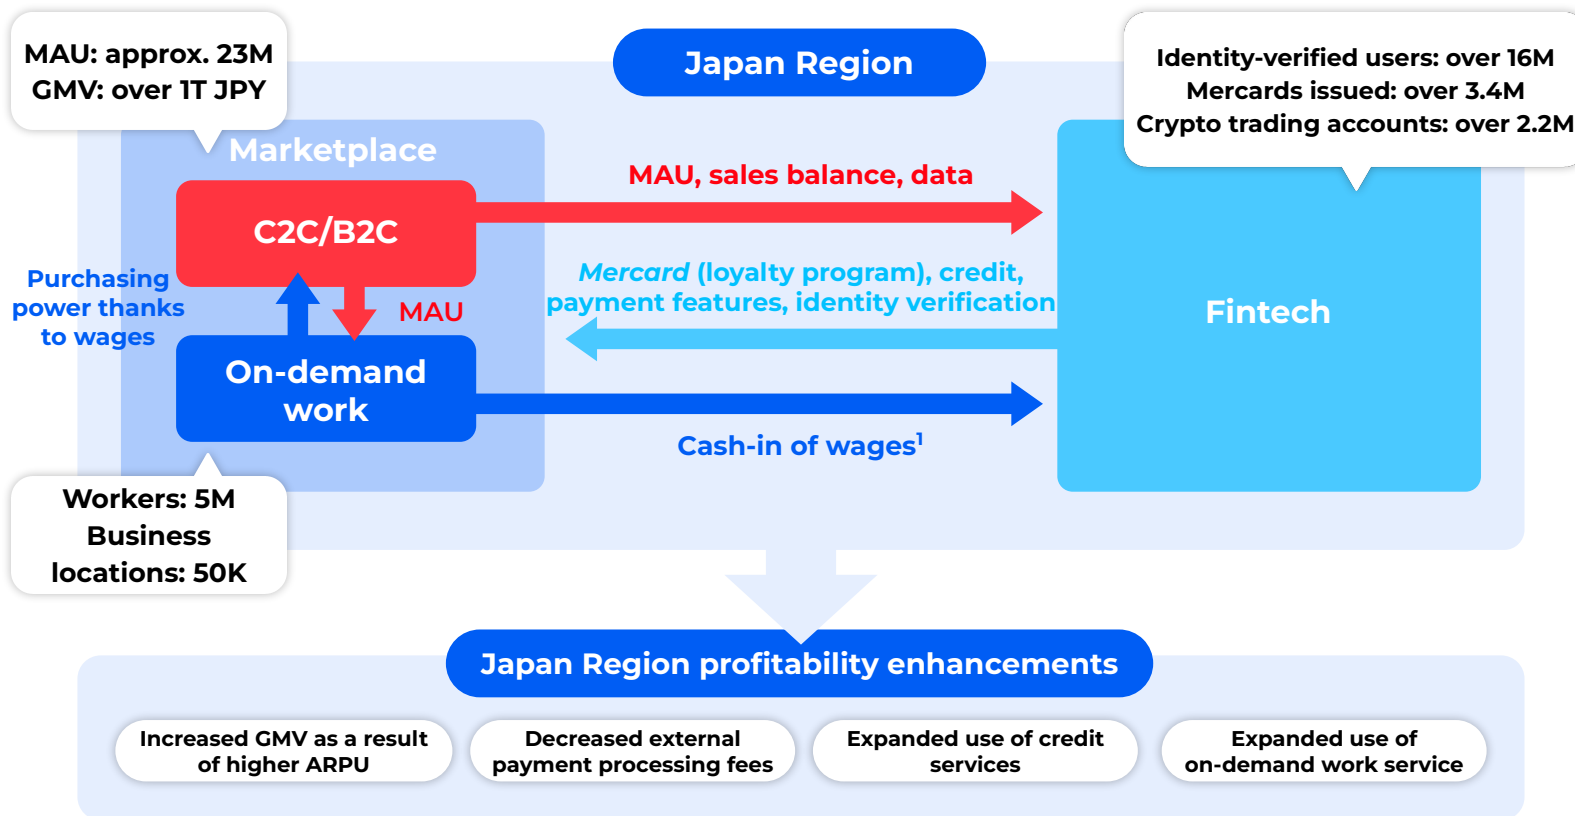 MAU: approx. 23M
GMV: over 1T JPY
Japan Region
Identity-verified users: over 16M
Mercards issued: over 3.4M
Crypto trading accounts: over 2.2M
Marketplace
C2C/B2C
MAU, sales balance, data
Purchasing
power thanks
to wages
MAU
Mercard (loyalty program), credit,
payment features, identity verification
Fintech
On-demand
work
Cash-in of wages¹
Workers: 5M
Business
locations: 50K
Japan Region profitability enhancements
Increased GMV as a result
of higher ARPU
Decreased external
payment processing fees
Expanded use of credit
services
Expanded use of
on-demand work service